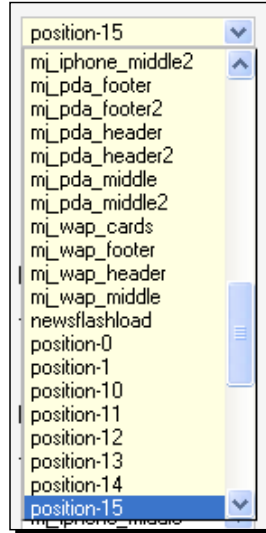 position-15
mj_iphone_middle2
mj_pda_footer
mj_pda_footer2
mj_pda_header
mj_pda_header2
mj_pda_middle
mj_pda_middle2
mj_wap_cards
mj_wap_footer
mj_wap_header
mj_wap_middle
newsflashload
position-0
position-1
position-10
position-11
position-12
position-13
position-14
position-15
mj_iphone_middle